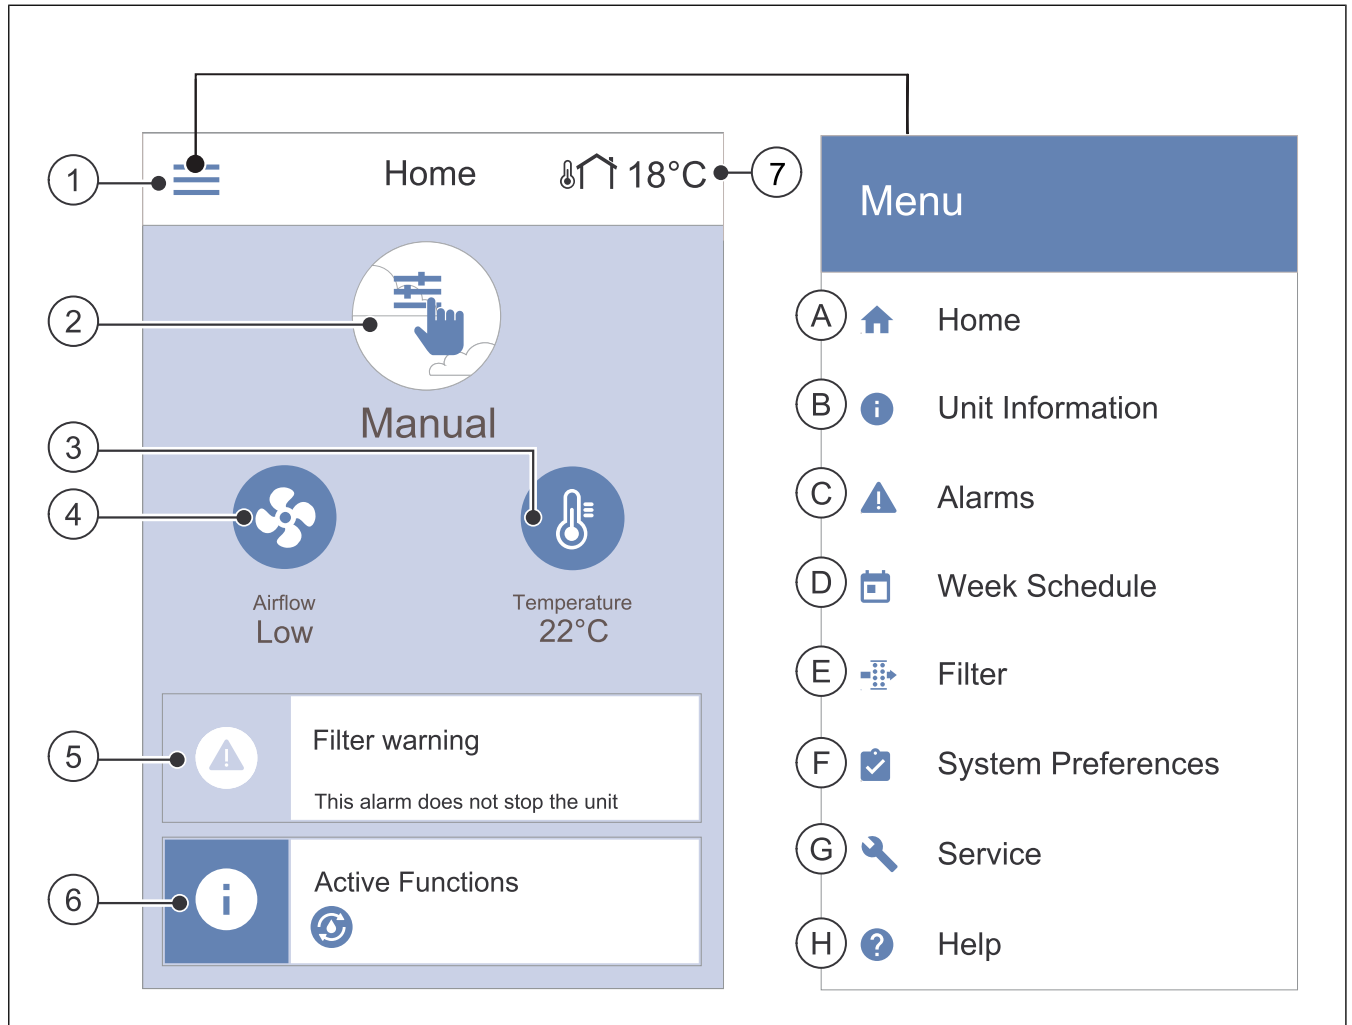 1
Home
18°C
7
2
Manual
3
4
Airflow
Low
Temperature
22°C
5
Filter warning
This alarm does not stop the unit
6
Active Functions
Menu
A Home
B Unit Information
C Alarms
D Week Schedule
E Filter
F System Preferences
G Service
H Help